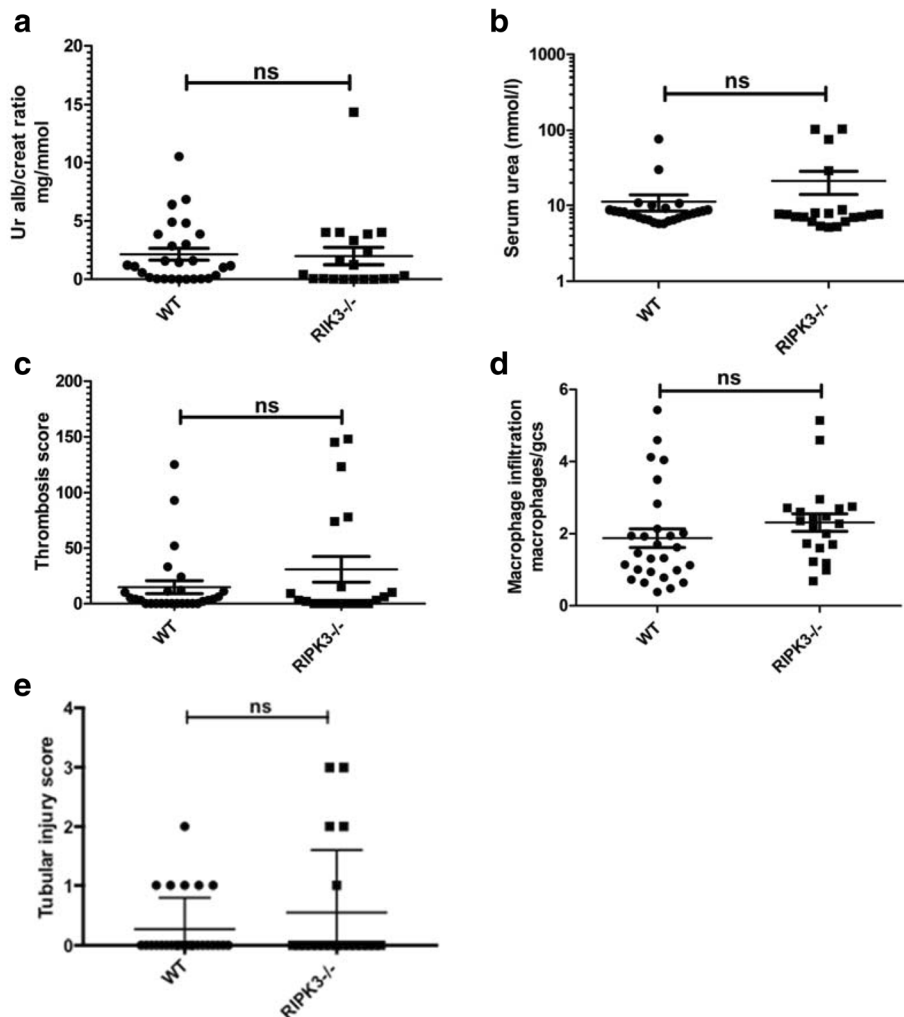 a
Ur alb/creat ratio
mg/mmol
20
15
10
5
0
ns
WT
RIK3-/-
b
Serum urea (mmol/l)
1000
100
10
1
ns
WT
RIPK3-/-
c
Thrombosis score
200
150
100
50
0
ns
WT
RIPK3-/-
d
Macrophage infiltration
macrophages/gcs
6
4
2
0
ns
WT
RIPK3-/-
e
Tubular injury score
4
3
2
1
0
ns
WT
RIPK3-/-